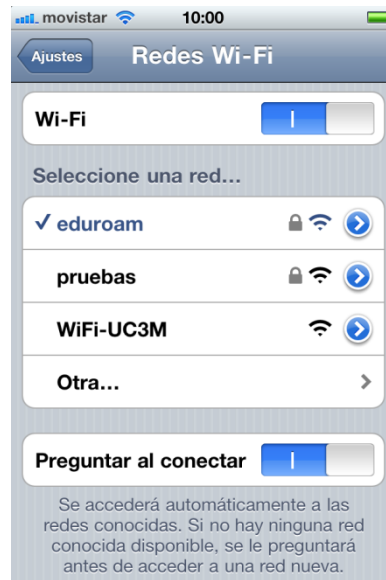 movistar 10:00
Ajustes Redes Wi-Fi
Wi-Fi
Seleccione una red...
eduroam
pruebas
WiFi-UC3M
Otra...
Preguntar al conectar
Se accederá automáticamente a las
redes conocidas. Si no hay ninguna red
conocida disponible, se le preguntará
antes de acceder a una red nueva.